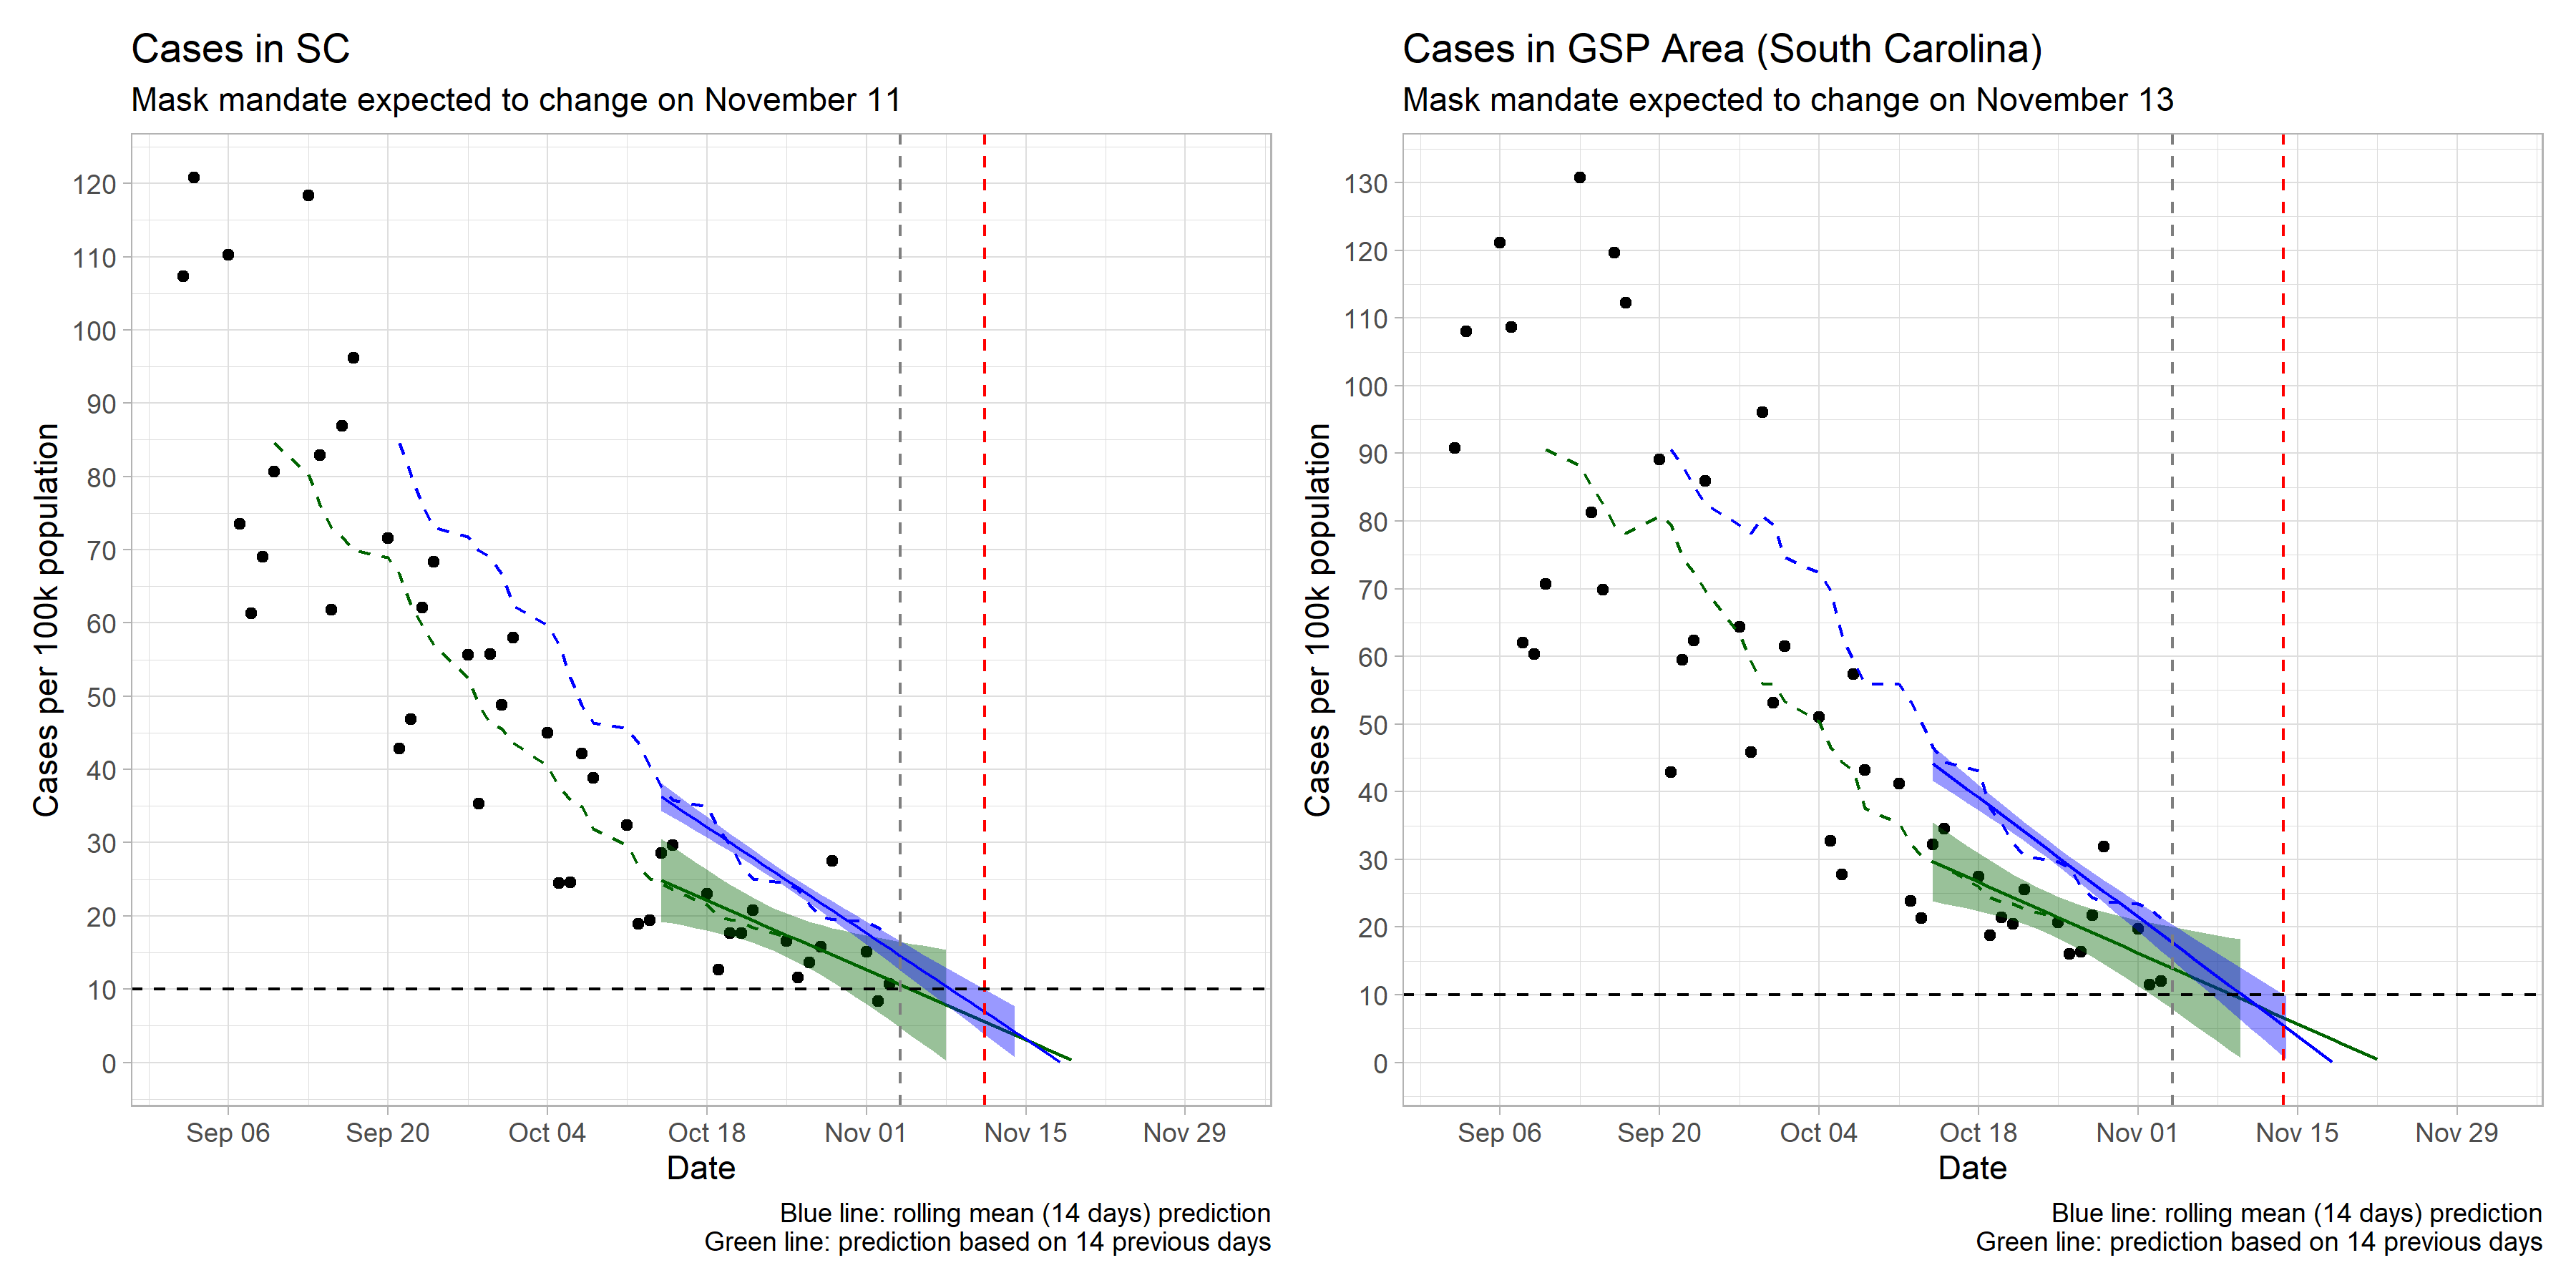 Cases in SC
Mask mandate expected to change on November 11
Cases per 100k population
120
110
100
90
80
70
60
50
40
30
20
10
0
Sep 06
Sep 20
Oct 04
Oct 18
Nov 01
Nov 15
Nov 29
Date
Blue line: rolling mean (14 days) prediction
Green line: prediction based on 14 previous days
Cases in GSP Area (South Carolina)
Mask mandate expected to change on November 13
Cases per 100k population
130
120
110
100
90
80
70
60
50
40
30
20
10
0
Sep 06
Sep 20
Oct 04
Oct 18
Nov 01
Nov 15
Nov 29
Date
Blue line: rolling mean (14 days) prediction
Green line: prediction based on 14 previous days